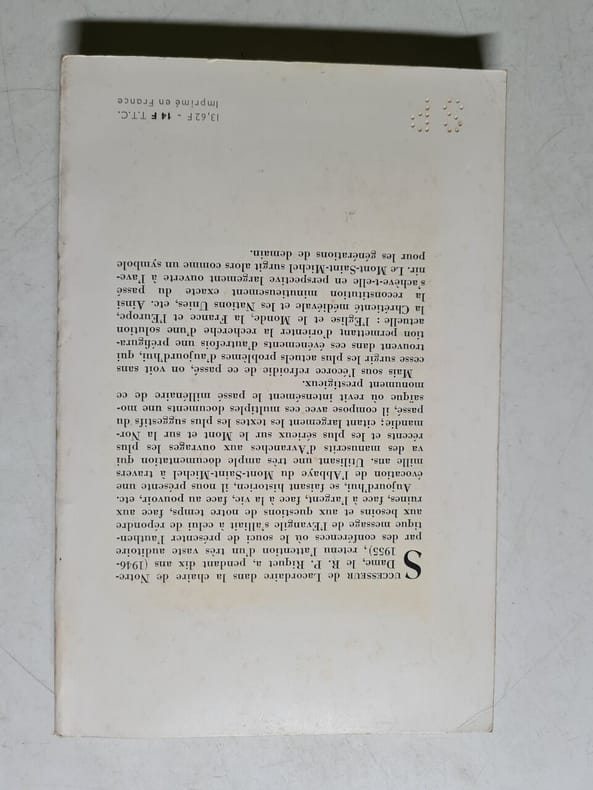 SUCCESSEUR de Lacordaire dans la chaire de Notre-
Dame, le R. P. Riquet a, pendant dix ans (1946-
1955), retenu l'attention d'un très vaste auditoire
par des conférences où le souci de présenter l'authen-
tique message de l'Évangile s'alliait à celui de répondre
aux besoins et aux questions de notre temps, face aux
ruines, face à l'argent, face à la vie, face au pouvoir, etc.
Aujourd'hui, se faisant historien, il nous présente une
évocation de l'Abbaye du Mont-Saint-Michel à travers
mille ans. Utilisant une très ample documentation qui
va des manuscrits d'Avranches aux ouvrages les plus
récents et les plus sérieux sur le Mont et sur la Nor-
mandie; citant largement les textes les plus suggestifs du
passé, il compose avec ces multiples documents une mo-
saïque où revit intensément le passé millénaire de ce
monument prestigieux.
Mais sous l'écorce refroidie de ce passé, on voit sans
cesse surgir les plus actuels problèmes d'aujourd'hui, qui
trouvent dans ces événements d'autrefois une préfigura-
tion permettant d'orienter la recherche d'une solution
actuelle : l'Église et le Monde, la France et l'Europe,
la Chrétienté médiévale et les Nations Unies, etc. Ainsi
la reconstitution minutieusement exacte du passé
s'achève-t-elle en perspective largement ouverte à l'ave-
nir. Le Mont-Saint-Michel surgit alors comme un symbole
pour les générations de demain.
SP
13,62 F - 14 F T.T.C.
Imprimé en France